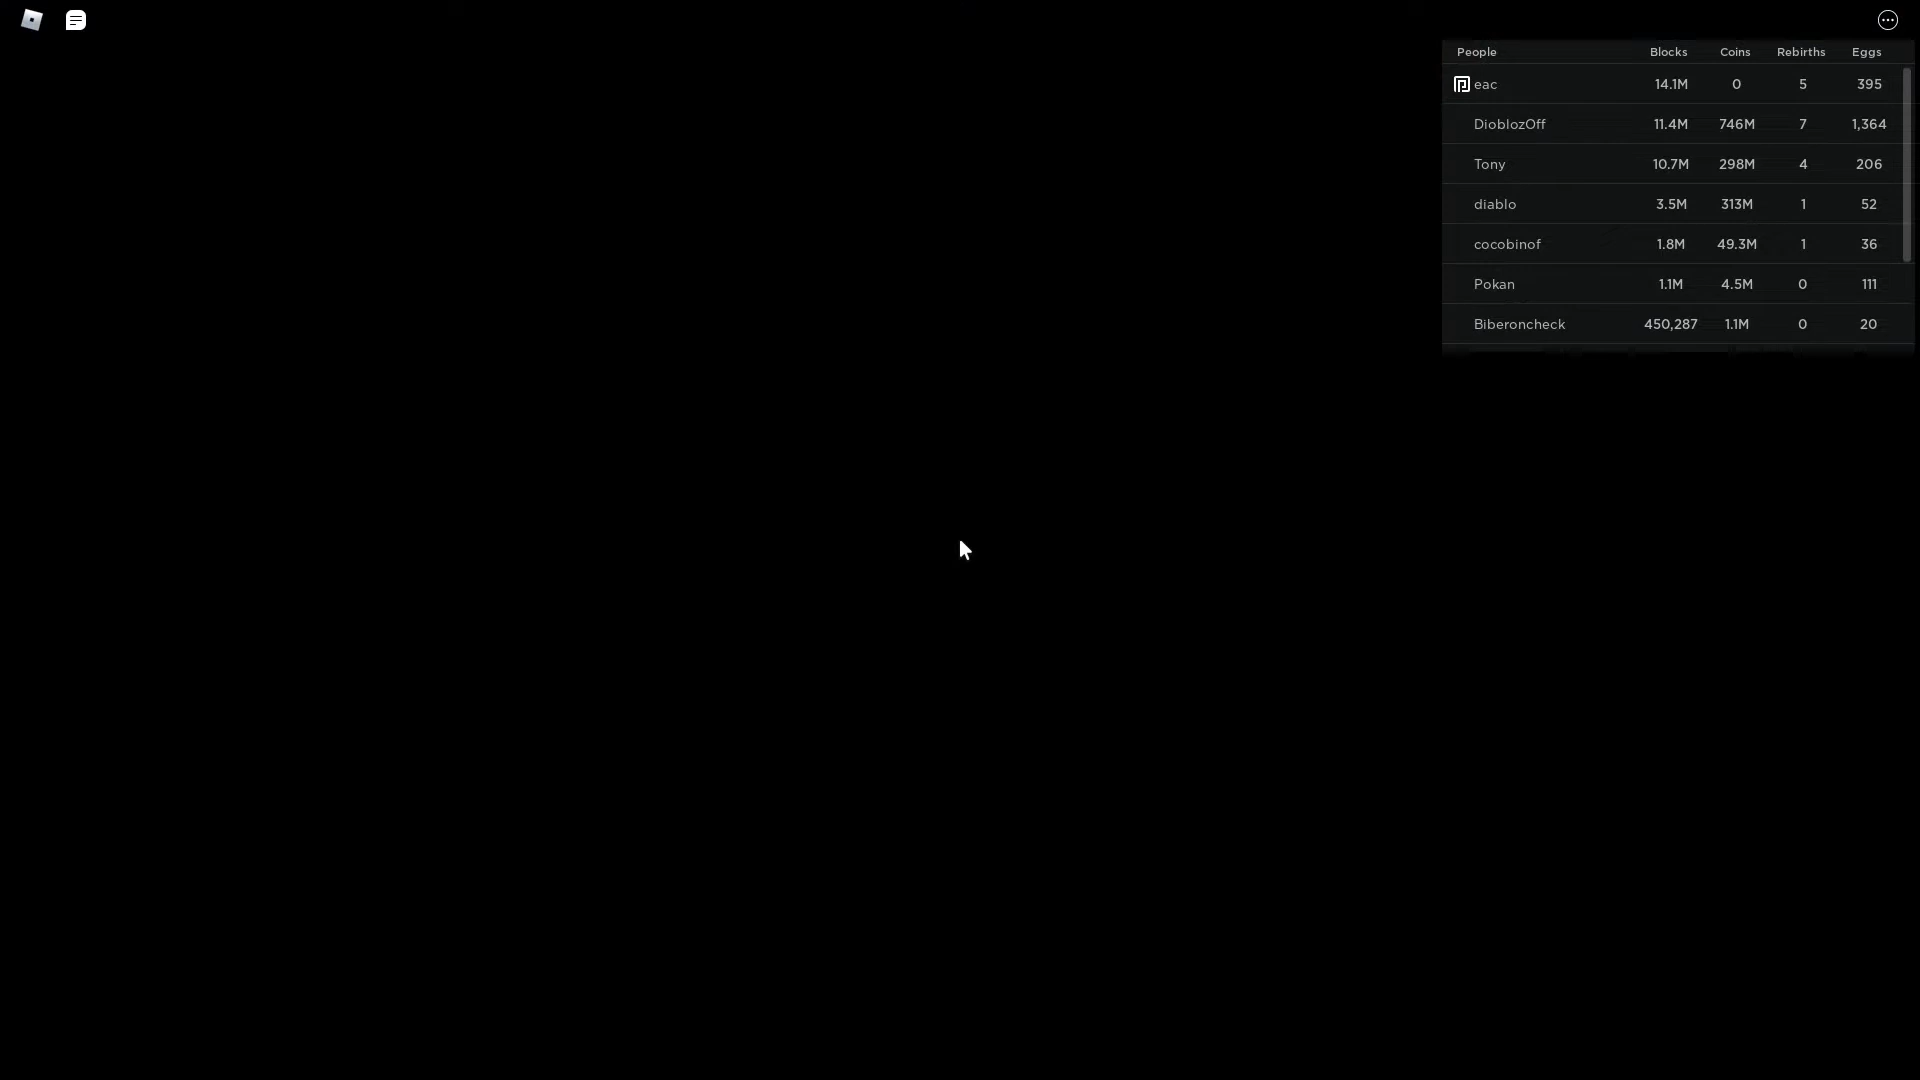 People Blocks Coins Rebirths Eggs
eac 14.1M 0 5 395
DioblozOff 11.4M 746M 7 1,364
Tony 10.7M 298M 4 206
diablo 3.5M 313M 1 52
cocobinof 1.8M 49.3M 1 36
Pokan 1.1M 4.5M 0 111
Biberoncheck 450,287 1.1M 0 20